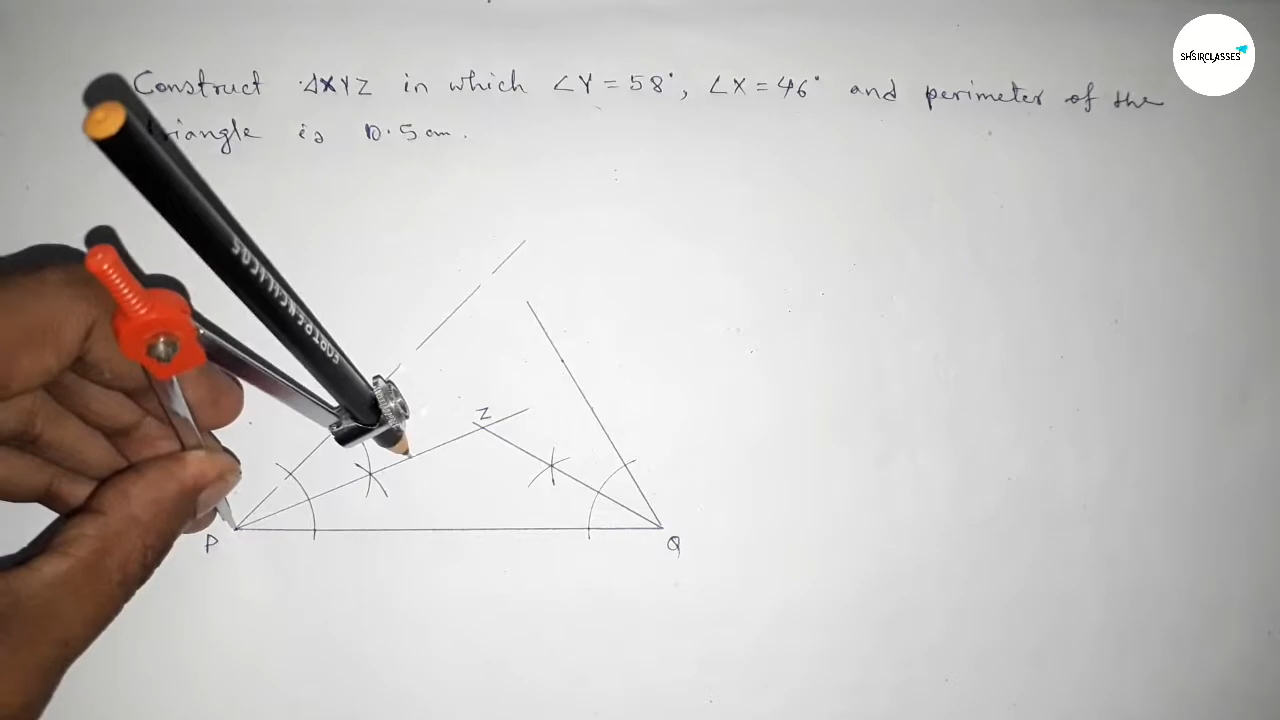 Construct ΔXYZ in which ∠Y = 58°, ∠X = 46° and perimeter of the
triangle is 10.5 cm.
SHSIRCLASSES
Z
P
Q